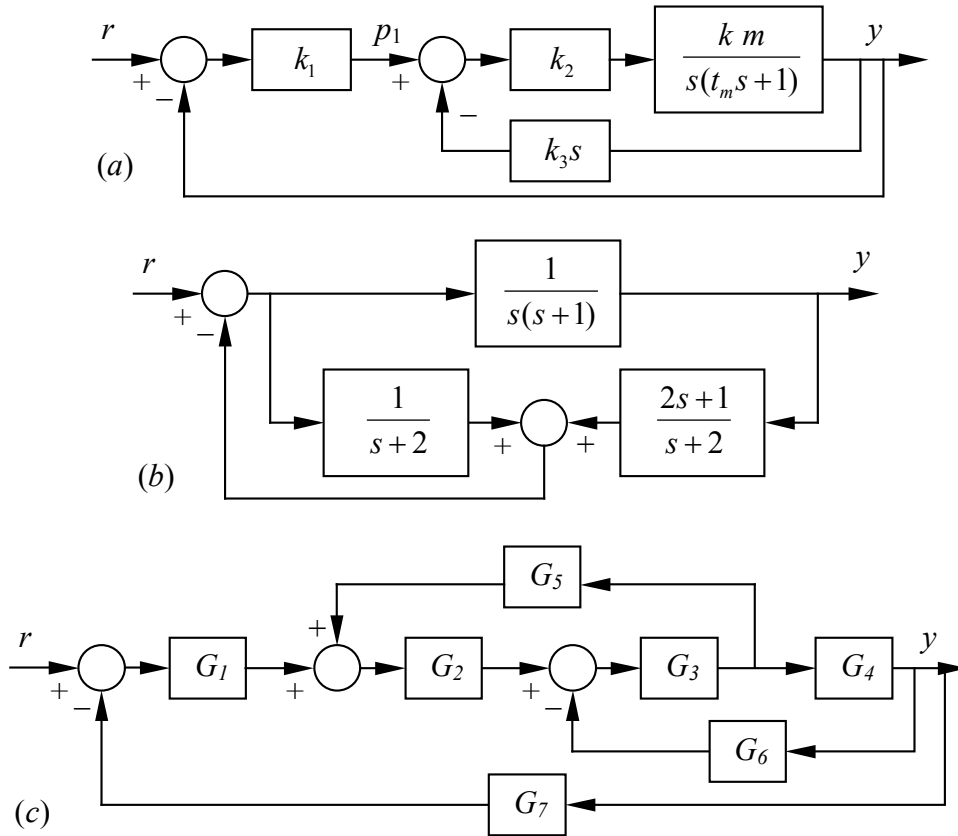 r + − k₁ p₁ + − k₂ k m / s(tₘs+1) y
k₃s
(a)
r + − 1 / s(s+1) y
1 / s+2 + + 2s+1 / s+2
(b)
G₅
r + − G₁ + + G₂ + − G₃ G₄ y
G₆
G₇
(c)